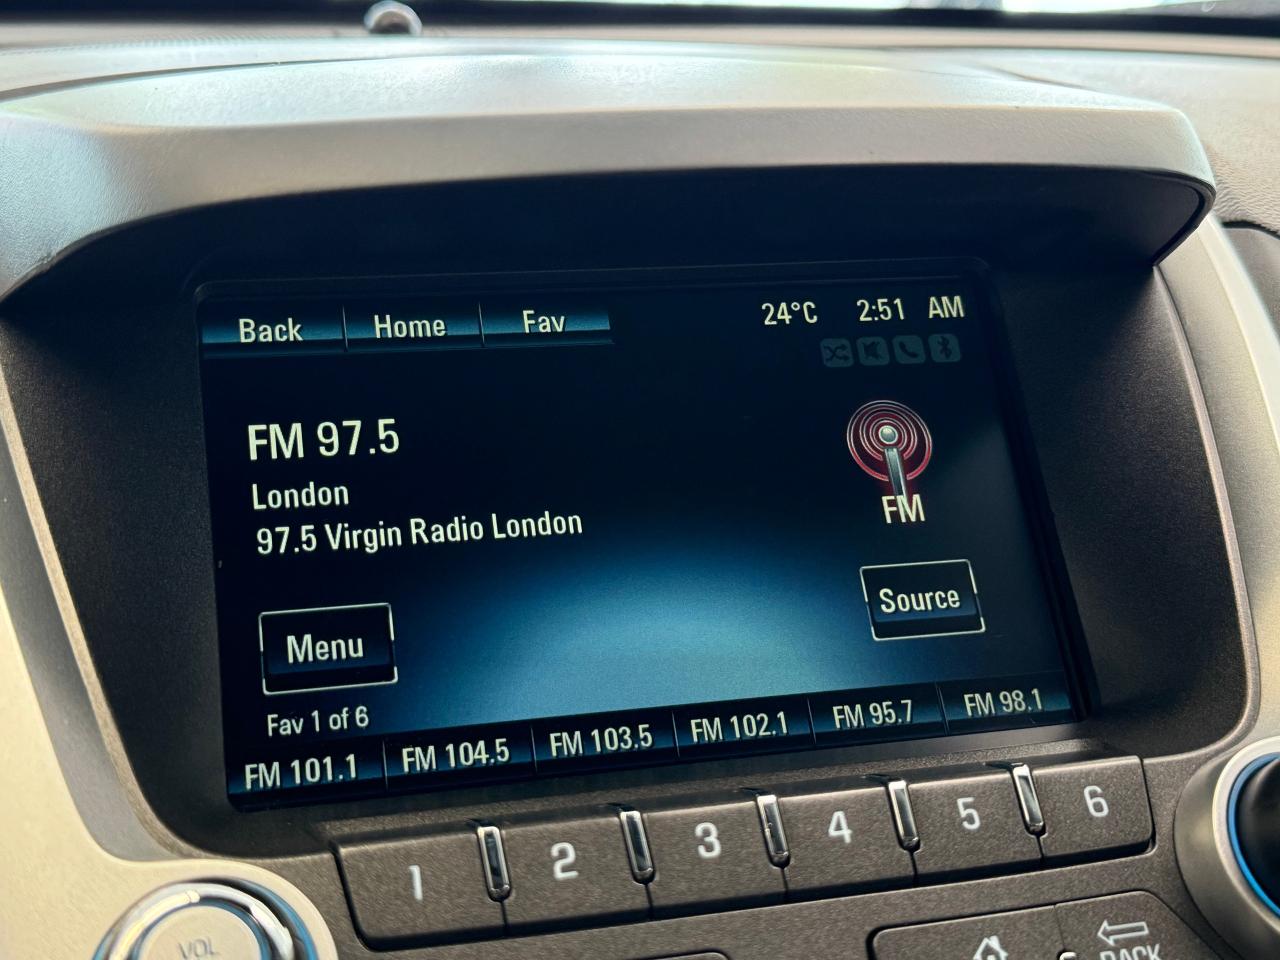 Back Home Fav 24°C 2:51 AM
FM 97.5
London
97.5 Virgin Radio London
FM
Menu
Source
Fav 1 of 6
FM 101.1 FM 104.5 FM 103.5 FM 102.1 FM 95.7 FM 98.1
1 2 3 4 5 6
VOL
BACK